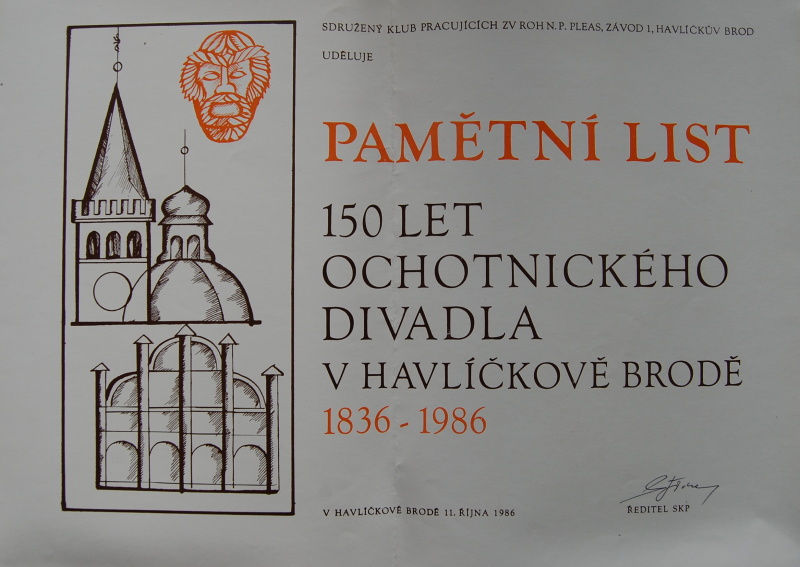 SDRUŽENÝ KLUB PRACUJÍCÍCH ZV ROH N. P. PLEAS, ZÁVOD 1, HAVLÍČKŮV BROD
UDĚLUJE
PAMĚTNÍ LIST
150 LET
OCHOTNICKÉHO
DIVADLA
V HAVLÍČKOVĚ BRODĚ
1836 - 1986
V HAVLÍČKOVĚ BRODĚ 11. ŘÍJNA 1986
ŘEDITEL SKP